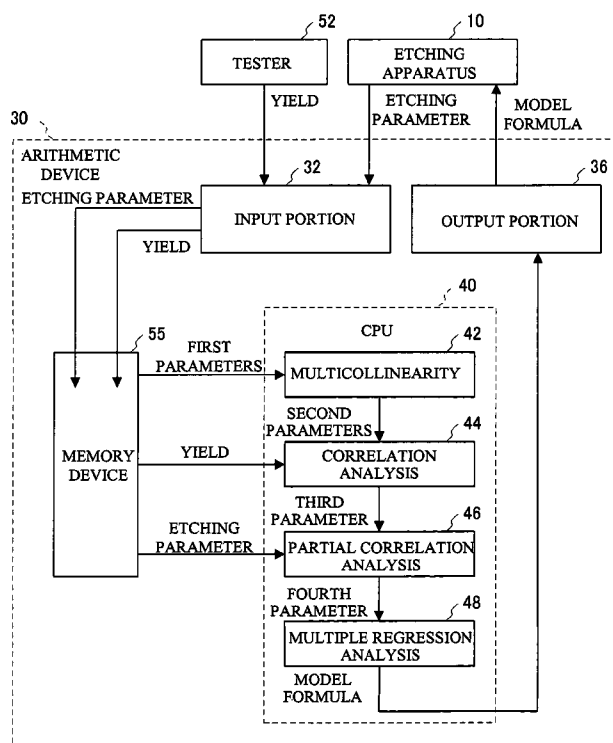 52
10
TESTER
ETCHING
APPARATUS
YIELD
ETCHING
PARAMETER
MODEL
FORMULA
30
ARITHMETIC
DEVICE
32
36
ETCHING PARAMETER
INPUT PORTION
OUTPUT PORTION
YIELD
40
55
CPU
42
FIRST
PARAMETERS
MULTICOLLINEARITY
SECOND
PARAMETERS
44
MEMORY
DEVICE
YIELD
CORRELATION
ANALYSIS
THIRD
PARAMETER
46
ETCHING
PARAMETER
PARTIAL CORRELATION
ANALYSIS
FOURTH
PARAMETER
48
MULTIPLE REGRESSION
ANALYSIS
MODEL
FORMULA